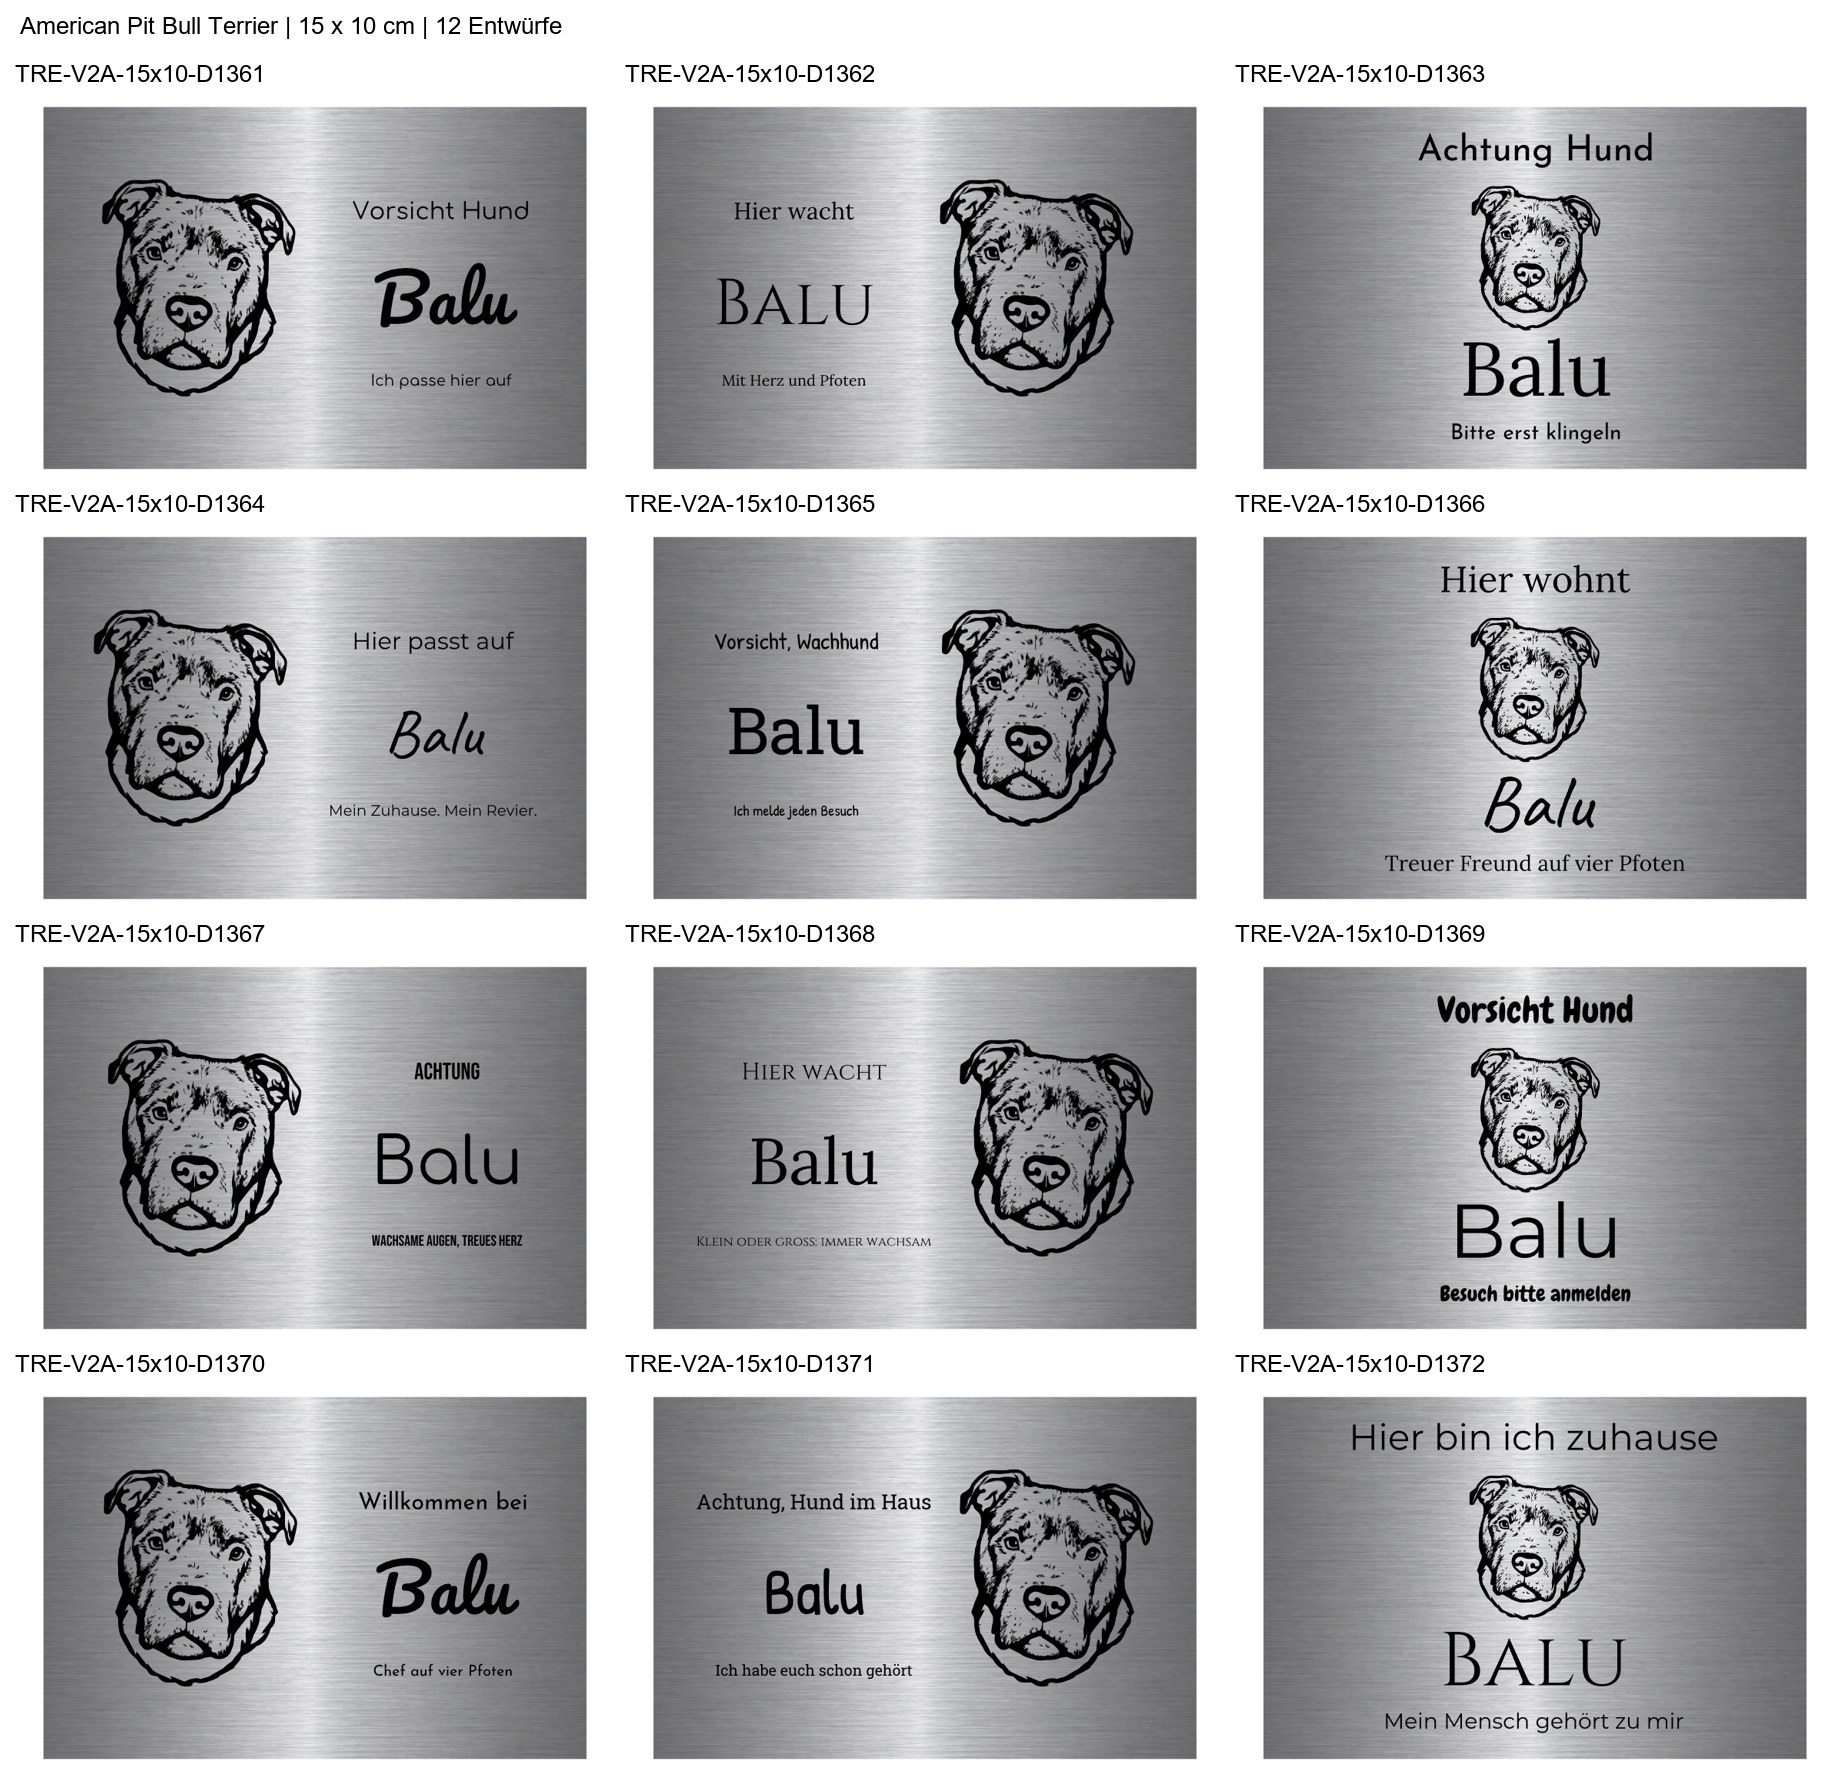 American Pit Bull Terrier | 15 x 10 cm | 12 Entwürfe
TRE-V2A-15x10-D1361
Vorsicht Hund
Balu
Ich passe hier auf
TRE-V2A-15x10-D1362
Hier wacht
BALU
Mit Herz und Pfoten
TRE-V2A-15x10-D1363
Achtung Hund
Balu
Bitte erst klingeln
TRE-V2A-15x10-D1364
Hier passt auf
Balu
Mein Zuhause. Mein Revier.
TRE-V2A-15x10-D1365
Vorsicht, Wachhund
Balu
Ich melde jeden Besuch
TRE-V2A-15x10-D1366
Hier wohnt
Balu
Treuer Freund auf vier Pfoten
TRE-V2A-15x10-D1367
ACHTUNG
Balu
WACHSAME AUGEN, TREUES HERZ
TRE-V2A-15x10-D1368
HIER WACHT
Balu
KLEIN ODER GROSS: IMMER WACHSAM
TRE-V2A-15x10-D1369
Vorsicht Hund
Balu
Besuch bitte anmelden
TRE-V2A-15x10-D1370
Willkommen bei
Balu
Chef auf vier Pfoten
TRE-V2A-15x10-D1371
Achtung, Hund im Haus
Balu
Ich habe euch schon gehört
TRE-V2A-15x10-D1372
Hier bin ich zuhause
BALU
Mein Mensch gehört zu mir